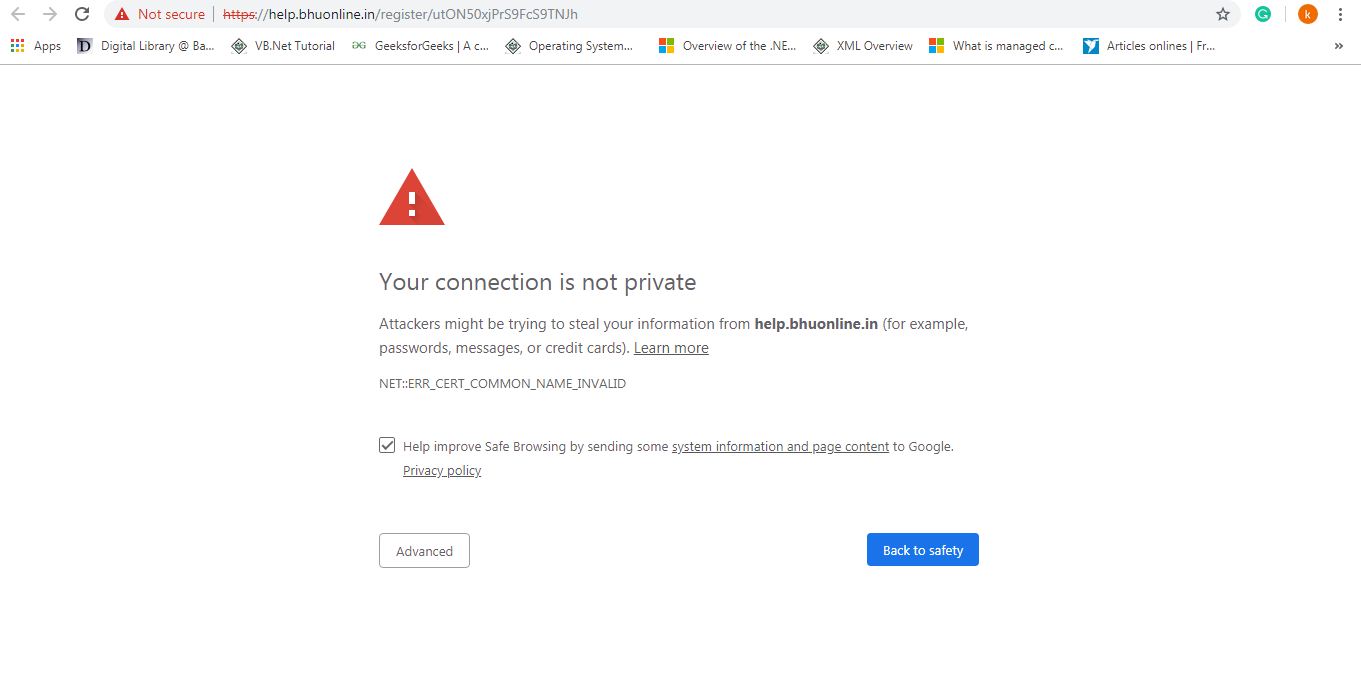 Not secure | https://help.bhuonline.in/register/utON50xjPrS9FcS9TNJh k
Apps D Digital Library @ Ba... VB.Net Tutorial GeeksforGeeks | A c... Operating System... Overview of the .NE... XML Overview What is managed c... Articles onlines | Fr... »
Your connection is not private
Attackers might be trying to steal your information from help.bhuonline.in (for example,
passwords, messages, or credit cards). Learn more
NET::ERR_CERT_COMMON_NAME_INVALID
Help improve Safe Browsing by sending some system information and page content to Google.
Privacy policy
Advanced Back to safety